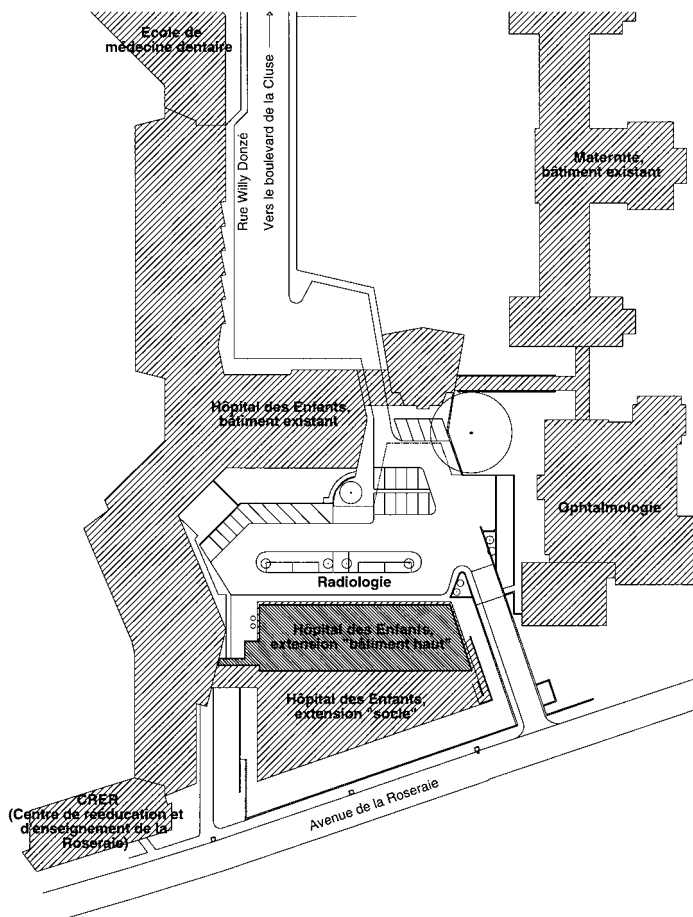 Ecole de
médecine dentaire
Rue Willy Donzé
Vers le boulevard de la Cluse
Maternité,
bâtiment existant
Hôpital des Enfants,
bâtiment existant
Ophtalmologie
Radiologie
Hôpital des Enfants,
extension "bâtiment haut"
Hôpital des Enfants,
extension "socle"
CRER
(Centre de rééducation et
d'enseignement de la
Roseraie)
Avenue de la Roseraie